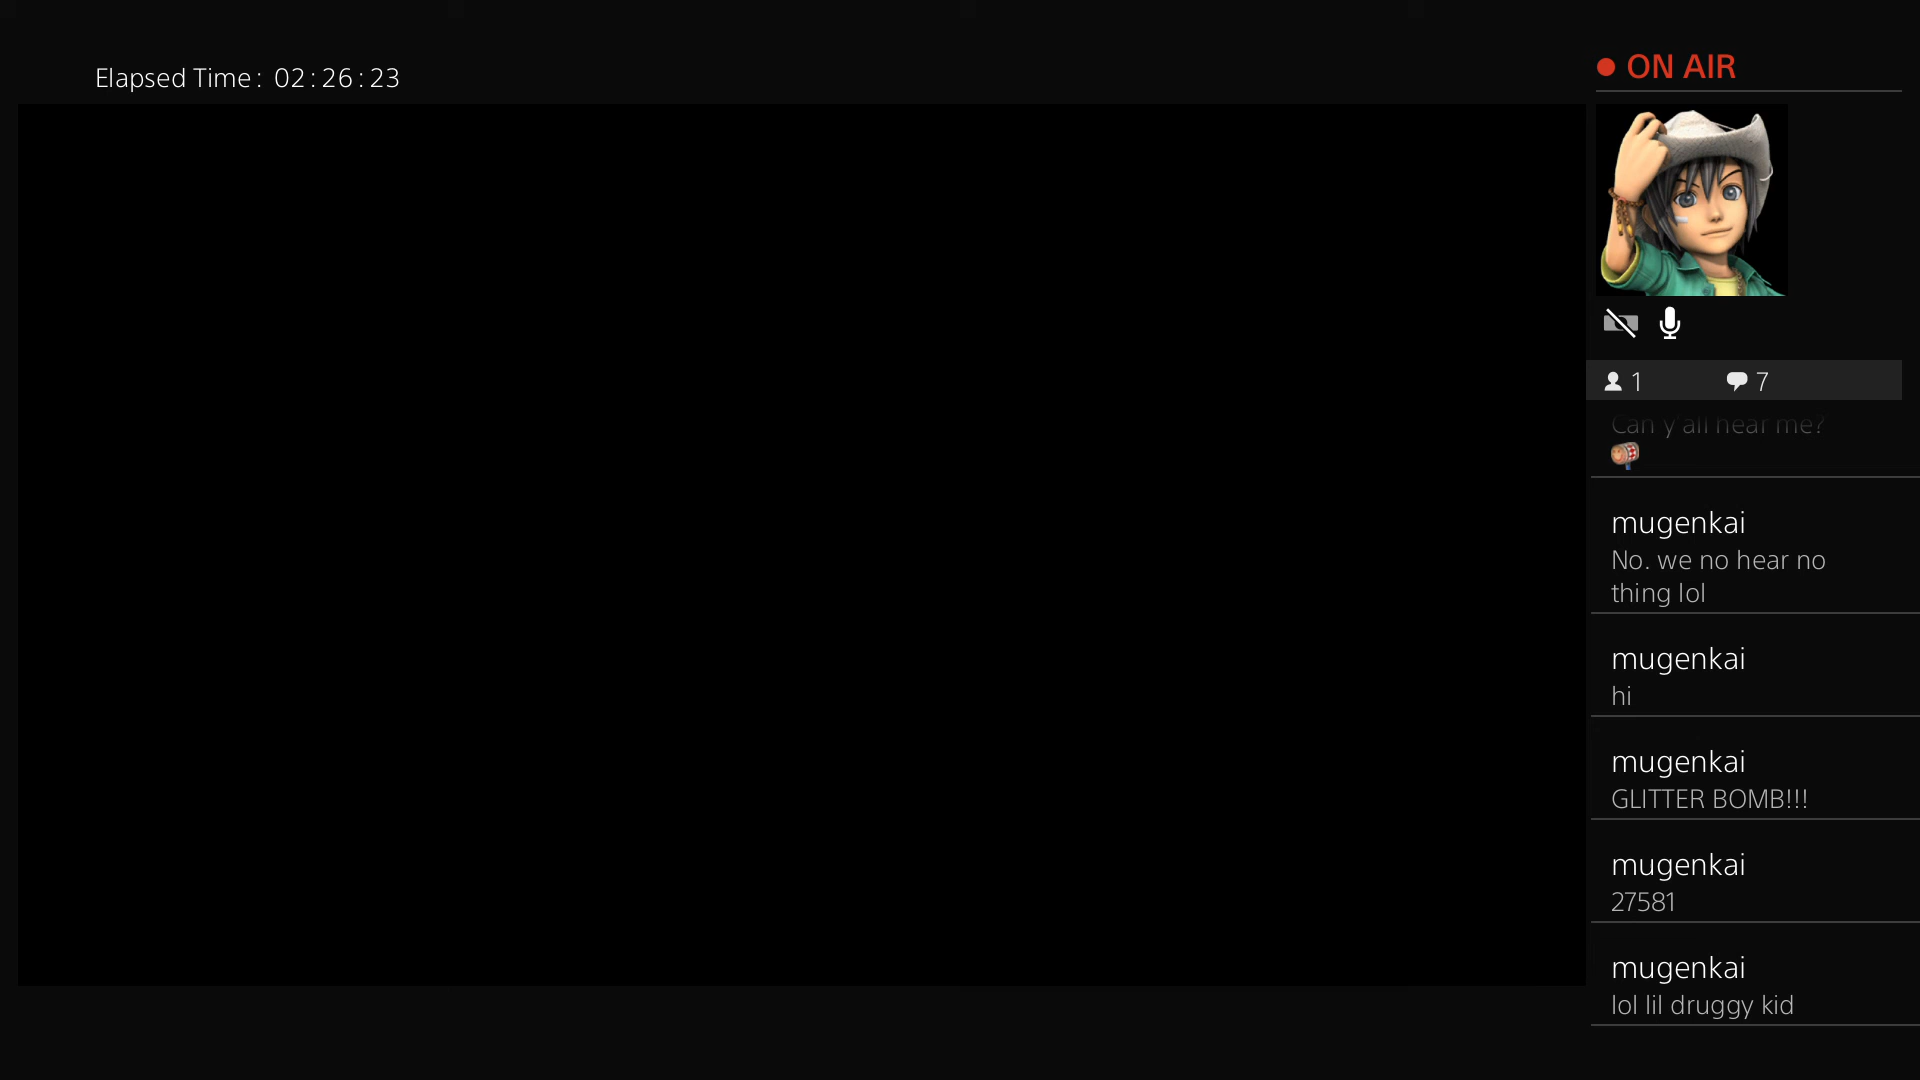 Elapsed Time: 02:26:23
ON AIR
1 7
Can y'all hear me?
mugenkai
No. we no hear no
thing lol
mugenkai
hi
mugenkai
GLITTER BOMB!!!
mugenkai
27581
mugenkai
lol lil druggy kid